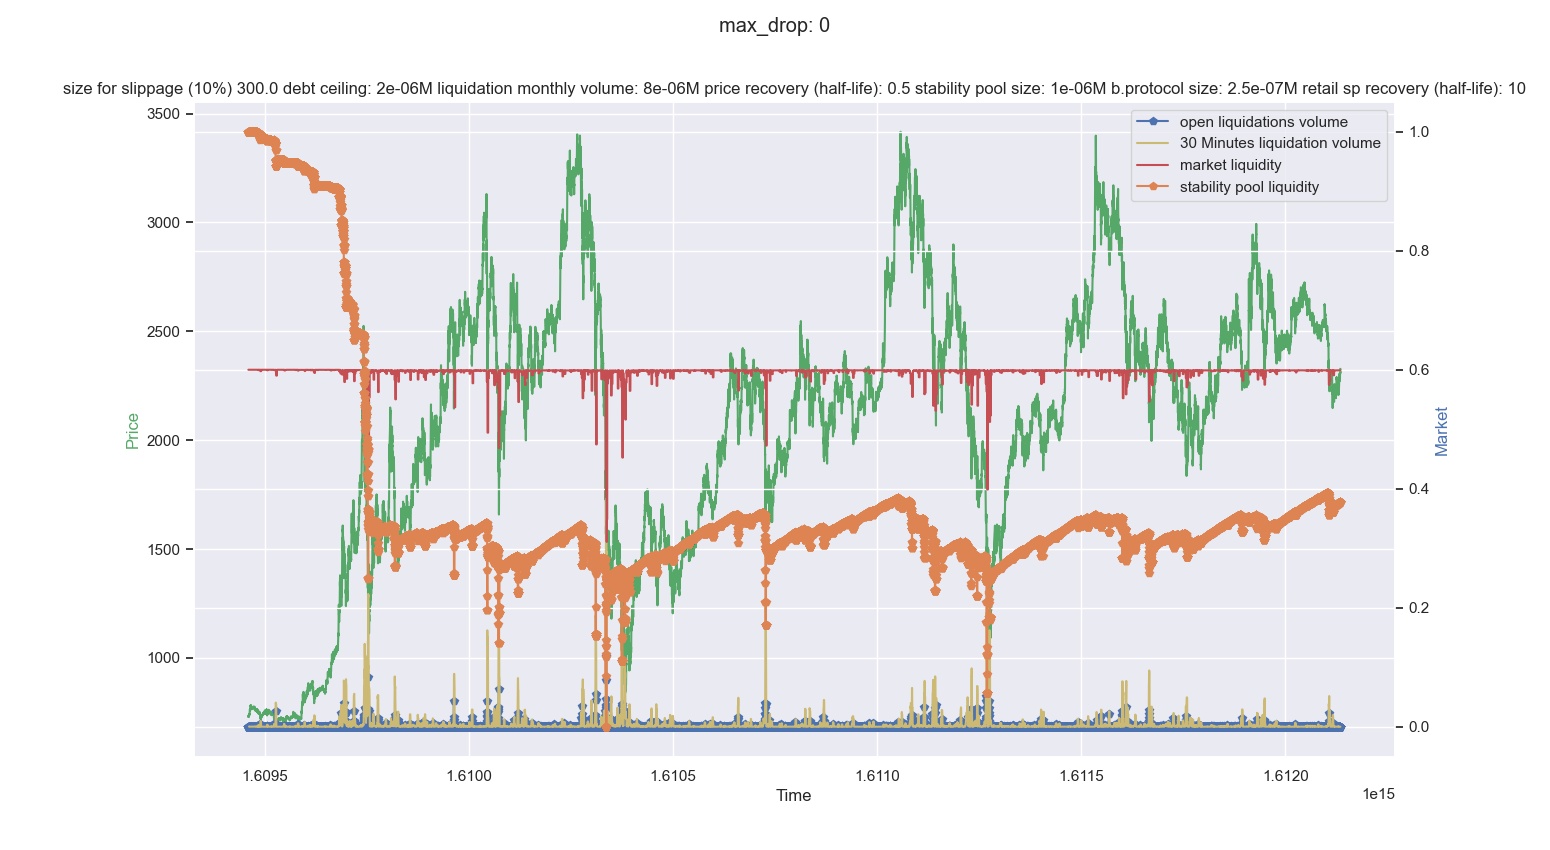 max_drop: 0
size for slippage (10%) 300.0 debt ceiling: 2e-06M liquidation monthly volume: 8e-06M price recovery (half-life): 0.5 stability pool size: 1e-06M b.protocol size: 2.5e-07M retail sp recovery (half-life): 10
open liquidations volume
30 Minutes liquidation volume
market liquidity
stability pool liquidity
3500
3000
2500
2000
1500
1000
Price
1.0
0.8
0.6
0.4
0.2
0.0
Market
1.6095 1.6100 1.6105 1.6110 1.6115 1.6120
Time
1e15